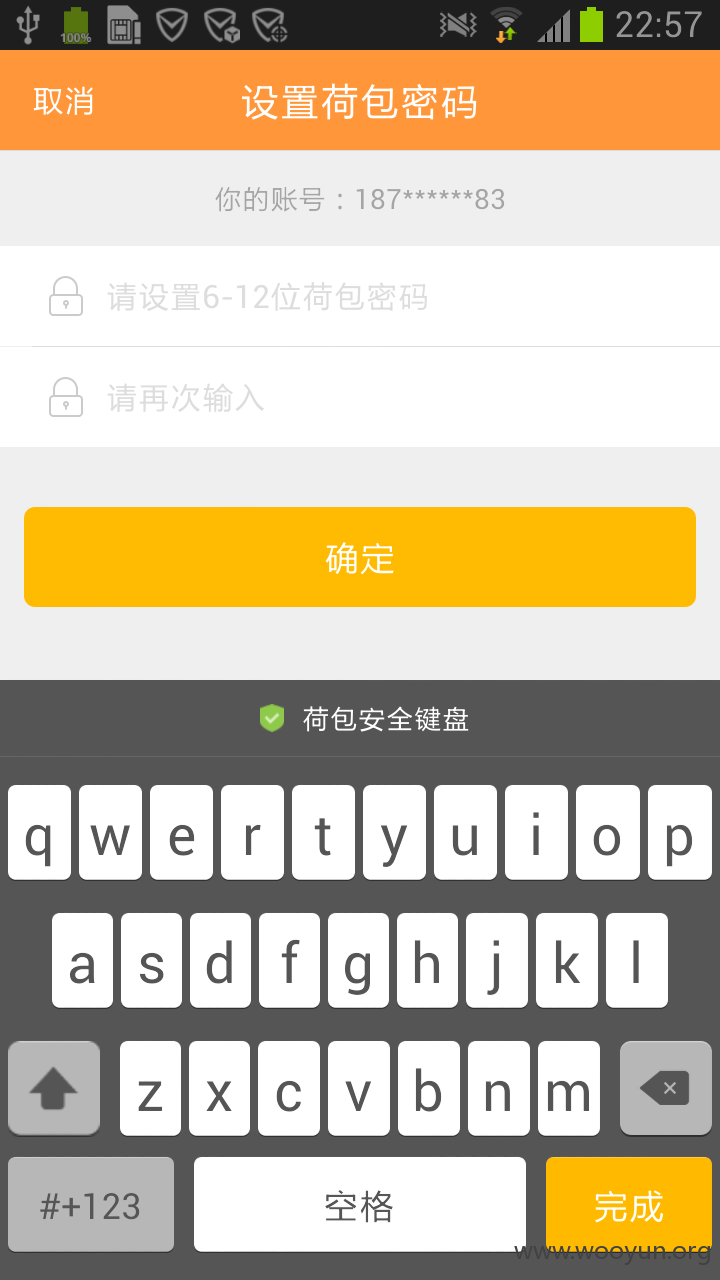 100%
22:57
取消
设置荷包密码
你的账号：187******83
请设置6-12位荷包密码
请再次输入
确定
荷包安全键盘
q w e r t y u i o p
a s d f g h j k l
z x c v b n m
#+123 空格 完成
www.wooyun.org